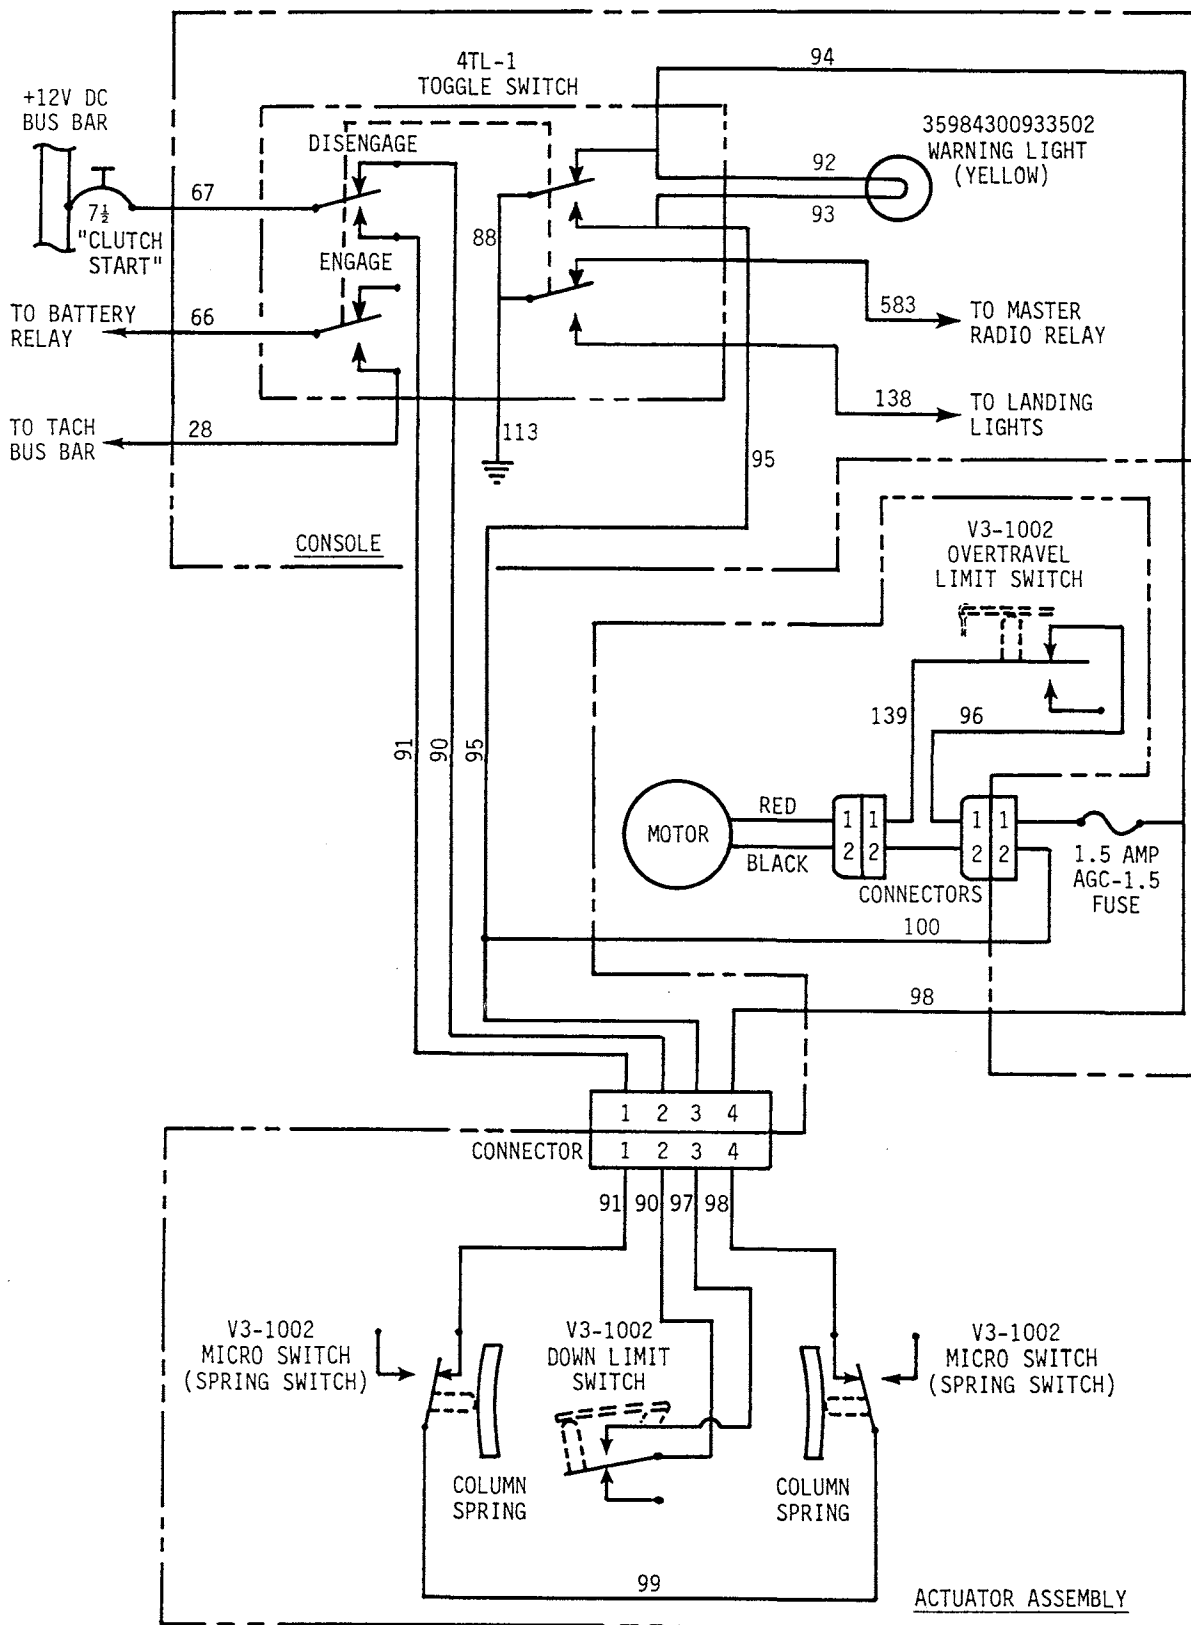 94
4TL-1
TOGGLE SWITCH
+12V DC
BUS BAR
35984300933502
WARNING LIGHT
(YELLOW)
DISENGAGE
92
67
93
7½
"CLUTCH
START"
88
ENGAGE
583
TO MASTER
RADIO RELAY
TO BATTERY
RELAY
66
138
TO LANDING
LIGHTS
TO TACH
BUS BAR
28
113
95
CONSOLE
V3-1002
OVERTRAVEL
LIMIT SWITCH
139
96
91
90
95
RED
MOTOR
BLACK
1 1
2 2
1 1
2 2
CONNECTORS
1.5 AMP
AGC-1.5
FUSE
100
98
1 2 3 4
CONNECTOR
1 2 3 4
91 90 97 98
V3-1002
MICRO SWITCH
(SPRING SWITCH)
V3-1002
DOWN LIMIT
SWITCH
V3-1002
MICRO SWITCH
(SPRING SWITCH)
COLUMN
SPRING
COLUMN
SPRING
99
ACTUATOR ASSEMBLY